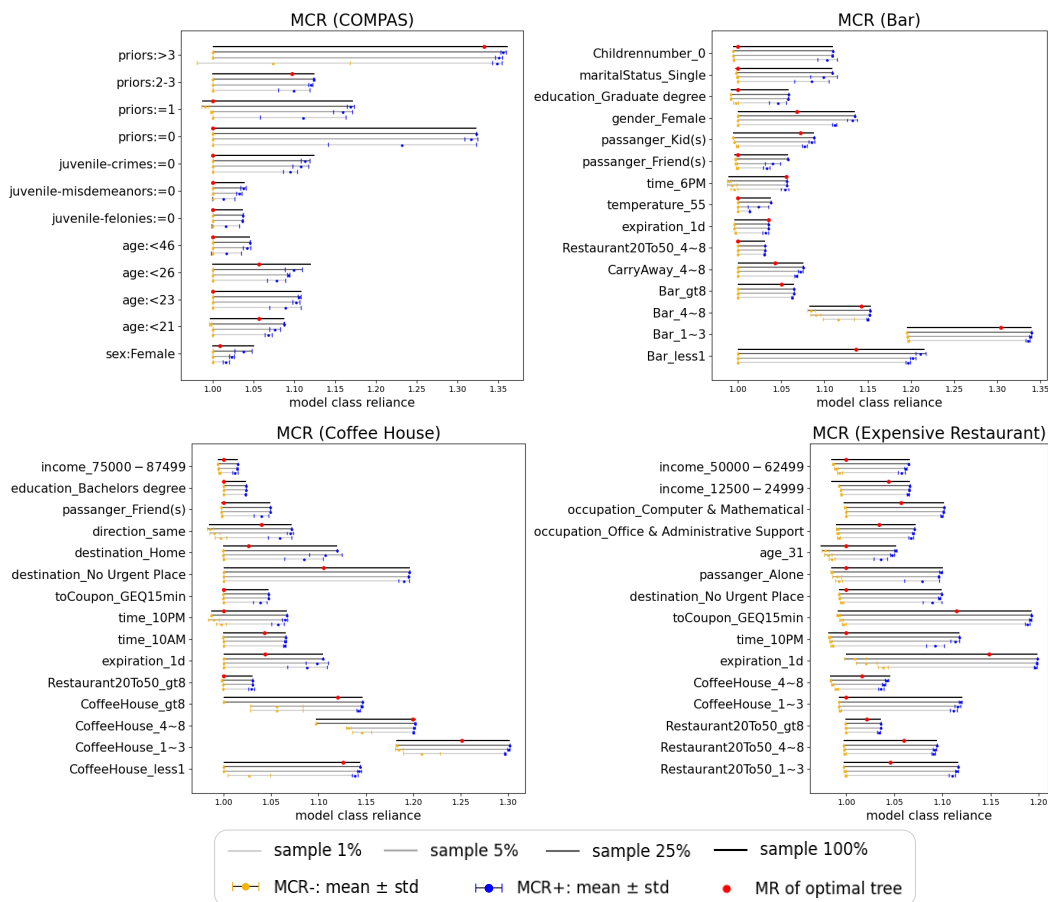 MCR (COMPAS)
priors:>3
priors:2-3
priors:=1
priors:=0
juvenile-crimes:=0
juvenile-misdemeanors:=0
juvenile-felonies:=0
age:<46
age:<26
age:<23
age:<21
sex:Female
1.00 1.05 1.10 1.15 1.20 1.25 1.30 1.35
model class reliance
MCR (Bar)
Childrennumber_0
maritalStatus_Single
education_Graduate degree
gender_Female
passanger_Kid(s)
passanger_Friend(s)
time_6PM
temperature_55
expiration_1d
Restaurant20To50_4~8
CarryAway_4~8
Bar_gt8
Bar_4~8
Bar_1~3
Bar_less1
1.00 1.05 1.10 1.15 1.20 1.25 1.30 1.35
model class reliance
MCR (Coffee House)
income_75000 − 87499
education_Bachelors degree
passanger_Friend(s)
direction_same
destination_Home
destination_No Urgent Place
toCoupon_GEQ15min
time_10PM
time_10AM
expiration_1d
Restaurant20To50_gt8
CoffeeHouse_gt8
CoffeeHouse_4~8
CoffeeHouse_1~3
CoffeeHouse_less1
1.00 1.05 1.10 1.15 1.20 1.25 1.30
model class reliance
MCR (Expensive Restaurant)
income_50000 − 62499
income_12500 − 24999
occupation_Computer & Mathematical
occupation_Office & Administrative Support
age_31
passanger_Alone
destination_No Urgent Place
toCoupon_GEQ15min
time_10PM
expiration_1d
CoffeeHouse_4~8
CoffeeHouse_1~3
Restaurant20To50_gt8
Restaurant20To50_4~8
Restaurant20To50_1~3
1.00 1.05 1.10 1.15 1.20
model class reliance
sample 1% sample 5% sample 25% sample 100%
MCR-: mean ± std MCR+: mean ± std MR of optimal tree